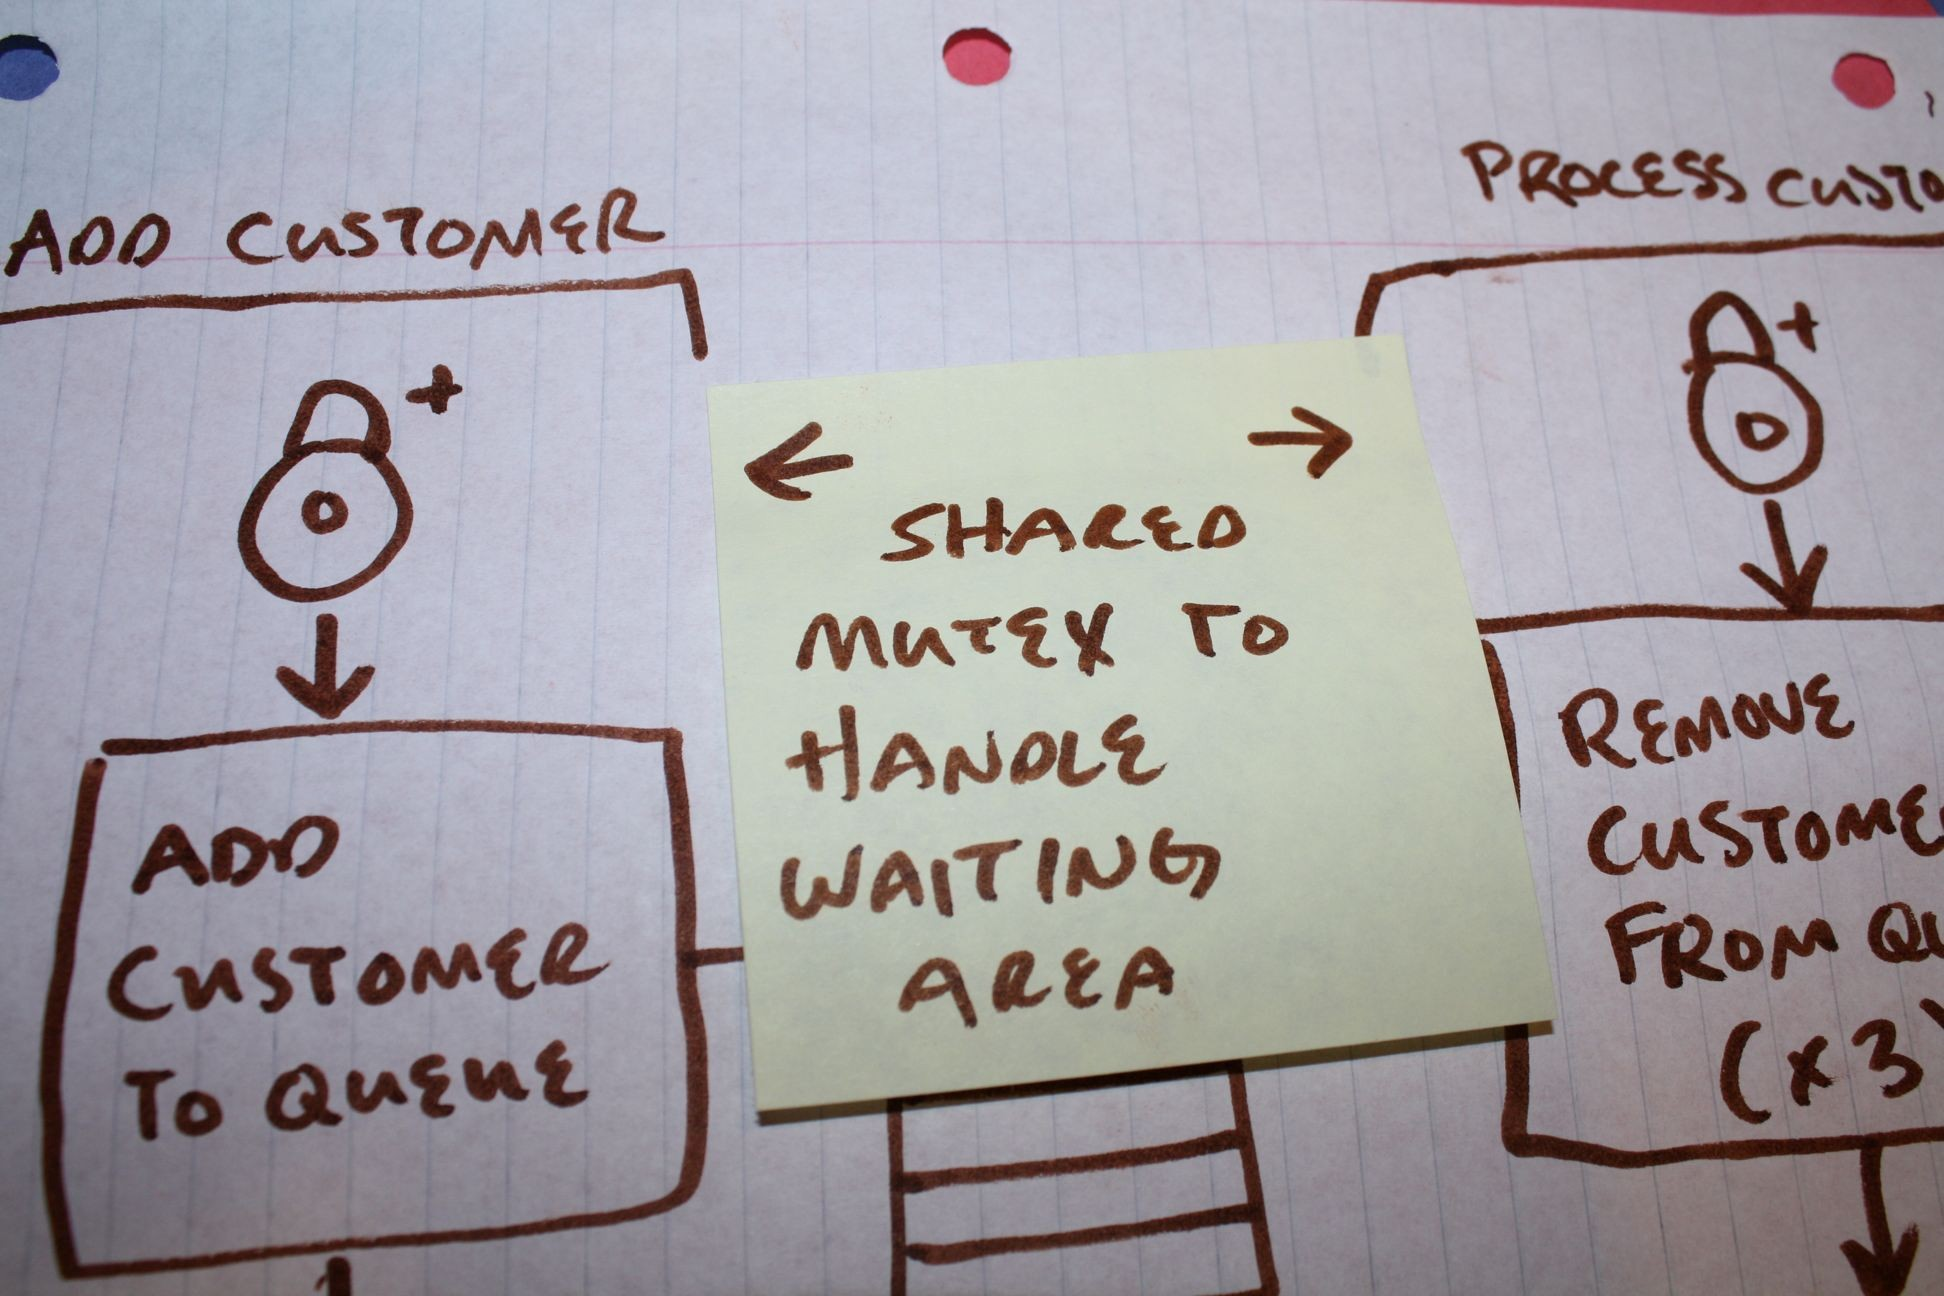 ADD CUSTOMER
PROCESS CUSTO
+
+
SHARED
MUTEX TO
HANDLE
WAITING
AREA
ADD
CUSTOMER
TO QUEUE
REMOVE
CUSTOME
FROM QU
(x3)